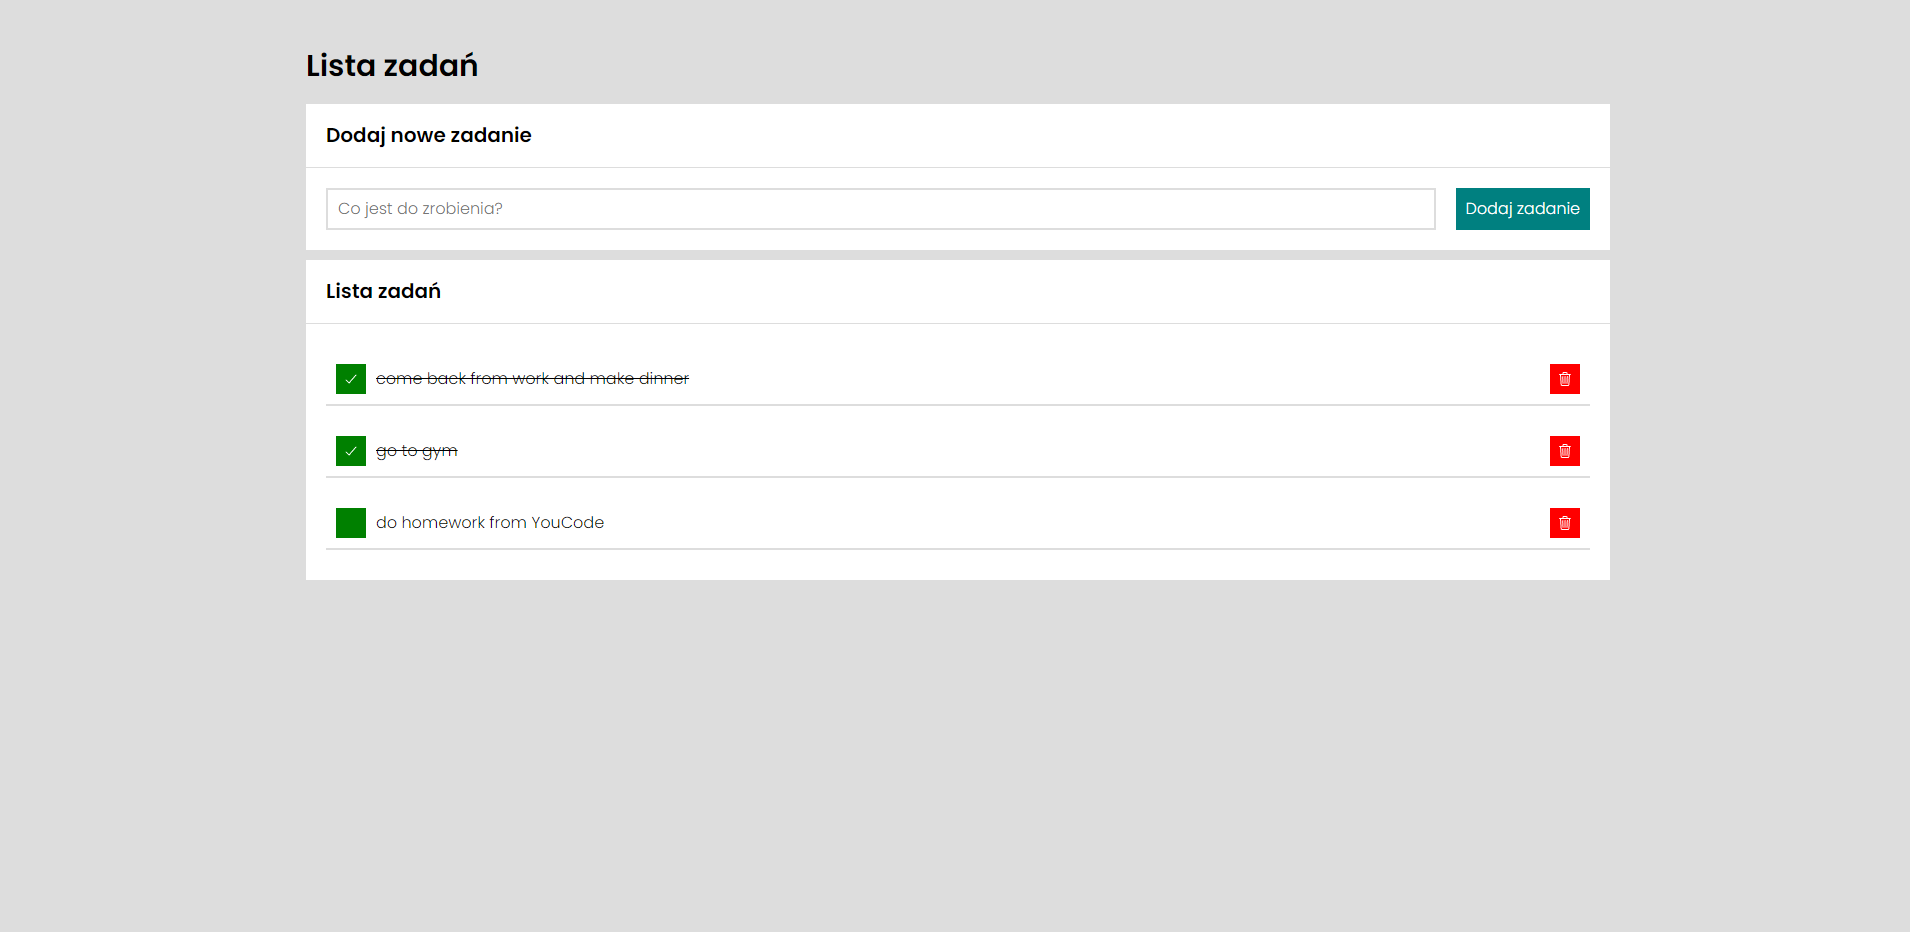 Lista zadań
Dodaj nowe zadanie
Co jest do zrobienia?
Dodaj zadanie
Lista zadań
come back from work and make dinner
go to gym
do homework from YouCode